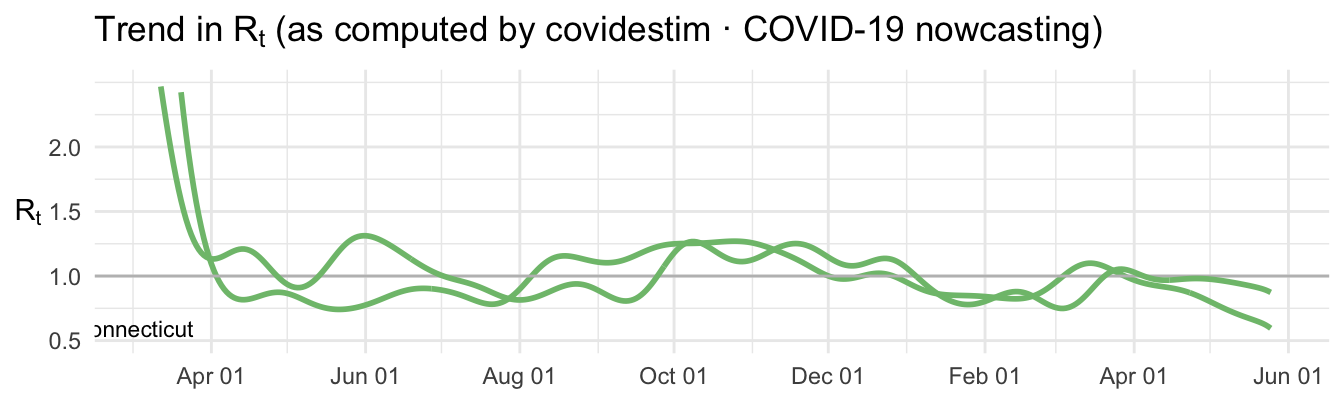 Trend in Rt (as computed by covidestim · COVID-19 nowcasting)
2.0
Rt 1.5
1.0
onnecticut
0.5
Apr 01 Jun 01 Aug 01 Oct 01 Dec 01 Feb 01 Apr 01 Jun 01